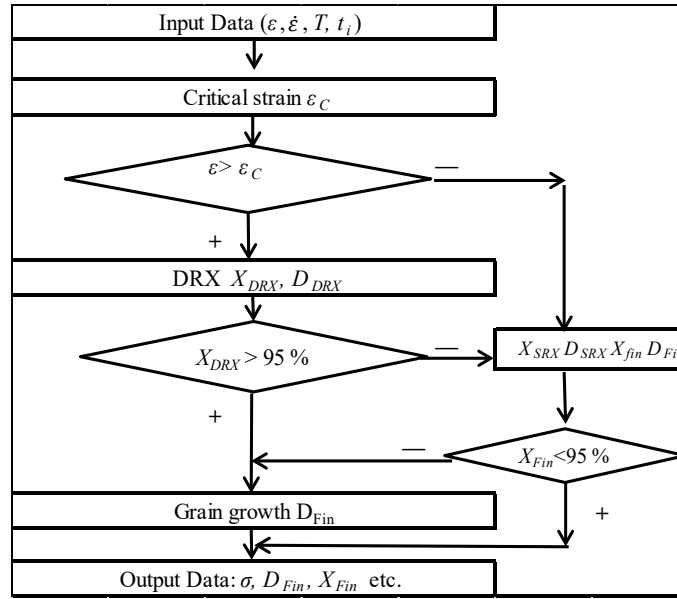 Input Data (ε, ε̇, T, t_i)
Critical strain ε_C
ε> ε_C
—
+
DRX X_DRX, D_DRX
X_DRX > 95 %
—
X_SRX D_SRX X_fin D_Fi
+
—
X_Fin<95 %
Grain growth D_Fin
+
Output Data: σ, D_Fin, X_Fin etc.